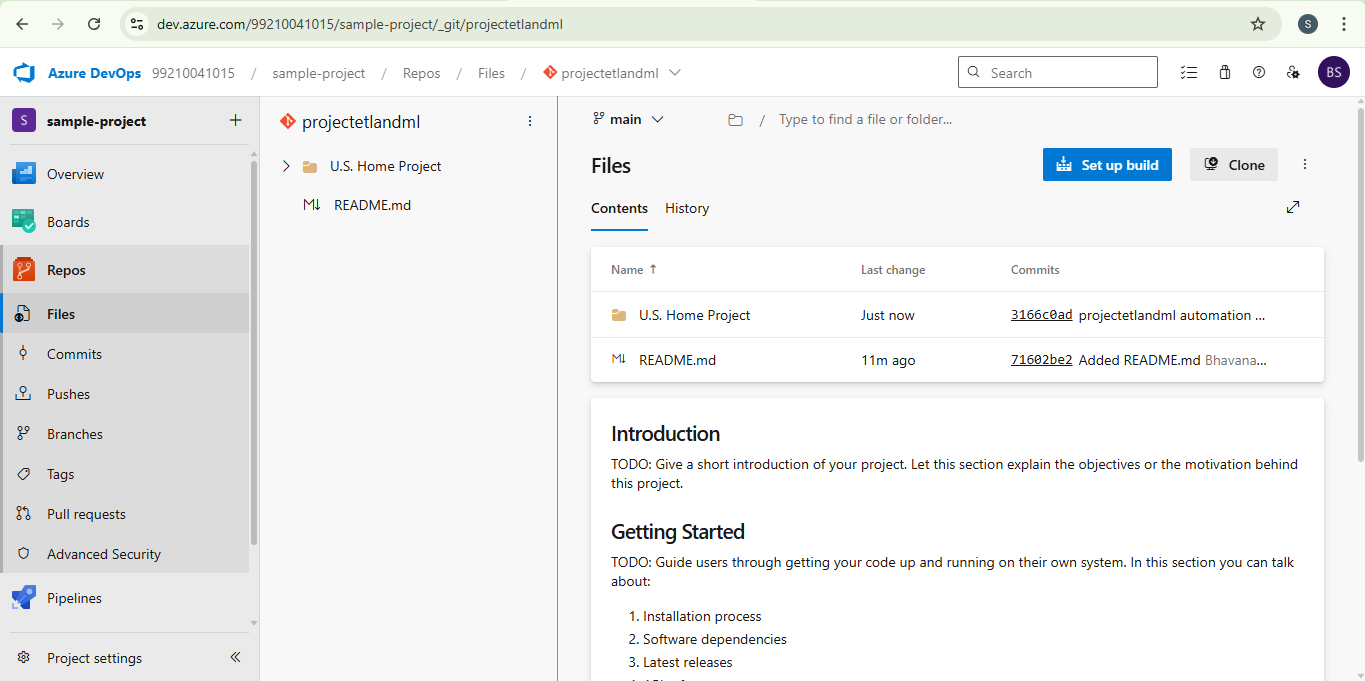 dev.azure.com/99210041015/sample-project/_git/projectetlandml
S
Azure DevOps 99210041015 / sample-project / Repos / Files / projectetlandml
Search
BS
S sample-project
Overview
Boards
Repos
Files
Commits
Pushes
Branches
Tags
Pull requests
Advanced Security
Pipelines
Project settings
projectetlandml
U.S. Home Project
README.md
main / Type to find a file or folder...
Files
Set up build
Clone
Contents History
Name Last change Commits
U.S. Home Project Just now 3166c0ad projectetlandml automation ...
README.md 11m ago 71602be2 Added README.md Bhavana...
Introduction
TODO: Give a short introduction of your project. Let this section explain the objectives or the motivation behind
this project.
Getting Started
TODO: Guide users through getting your code up and running on their own system. In this section you can talk
about:
1. Installation process
2. Software dependencies
3. Latest releases